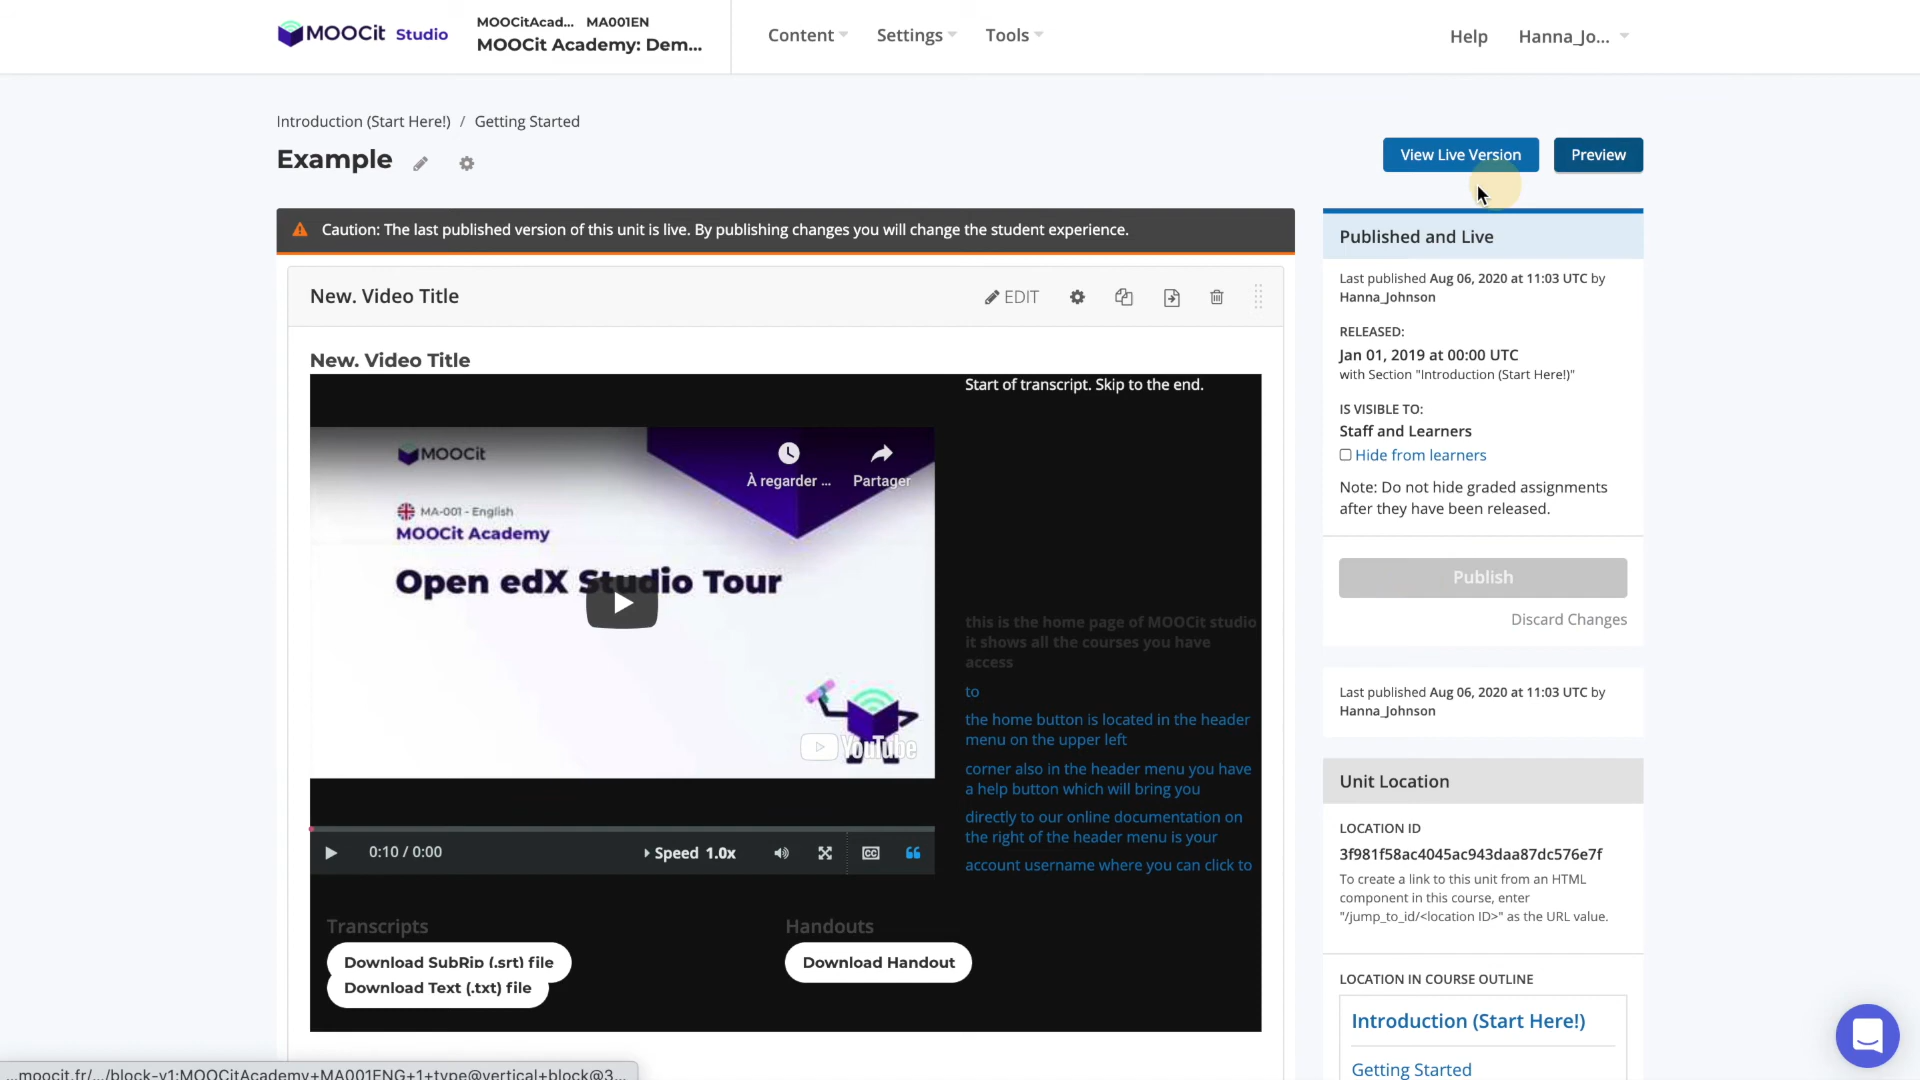 MOOCit Studio
MOOCitAcad... MA001EN
MOOCit Academy: Dem...
Content
Settings
Tools
Help
Hanna_Jo...
Introduction (Start Here!) / Getting Started
Example
View Live Version
Preview
Caution: The last published version of this unit is live. By publishing changes you will change the student experience.
New. Video Title
EDIT
New. Video Title
Start of transcript. Skip to the end.
MOOCit
À regarder ...
Partager
MA-001 - English
MOOCit Academy
Open edX Studio Tour
YouTube
this is the home page of MOOCit studio
it shows all the courses you have
access
to
the home button is located in the header
menu on the upper left
corner also in the header menu you have
a help button which will bring you
directly to our online documentation on
the right of the header menu is your
account username where you can click to
0:10 / 0:00
Speed 1.0x
CC
Transcripts
Download SubRip (.srt) file
Download Text (.txt) file
Handouts
Download Handout
Published and Live
Last published Aug 06, 2020 at 11:03 UTC by
Hanna_Johnson
RELEASED:
Jan 01, 2019 at 00:00 UTC
with Section "Introduction (Start Here!)"
IS VISIBLE TO:
Staff and Learners
Hide from learners
Note: Do not hide graded assignments
after they have been released.
Publish
Discard Changes
Last published Aug 06, 2020 at 11:03 UTC by
Hanna_Johnson
Unit Location
LOCATION ID
3f981f58ac4045ac943daa87dc576e7f
To create a link to this unit from an HTML
component in this course, enter
"/jump_to_id/<location ID>" as the URL value.
LOCATION IN COURSE OUTLINE
Introduction (Start Here!)
Getting Started
...moocit.fr/.../block-v1:MOOCitAcademy+MA001ENG+1+type@vertical+block@3...